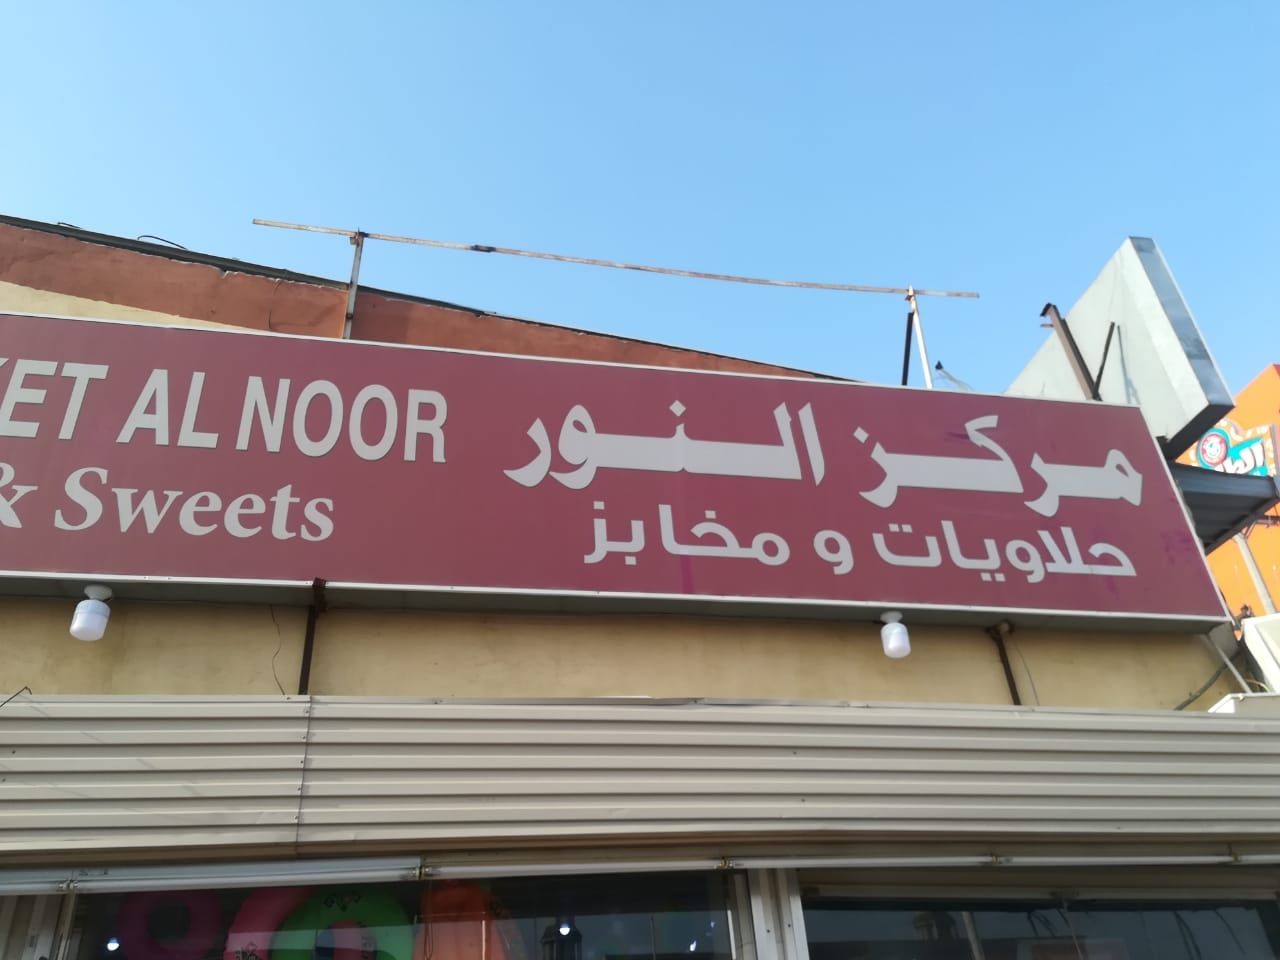 KET AL NOOR
& Sweets
مركز النور
حلاويات و مخابز